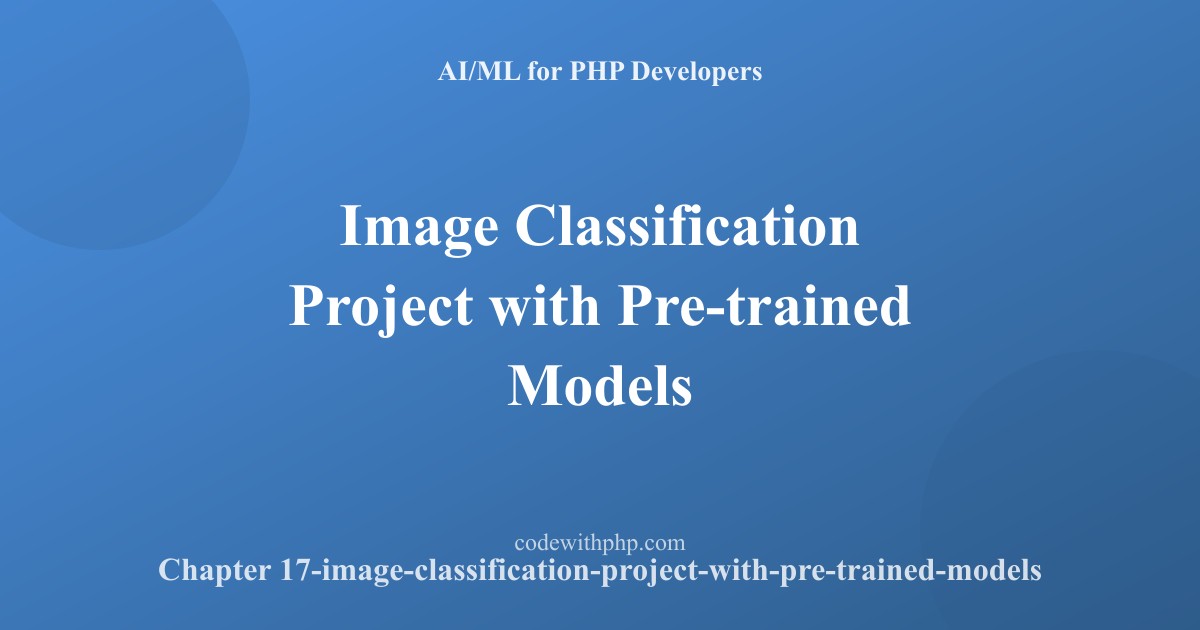 AI/ML for PHP Developers
Image Classification
Project with Pre-trained
Models
codewithphp.com
Chapter 17-image-classification-project-with-pre-trained-models